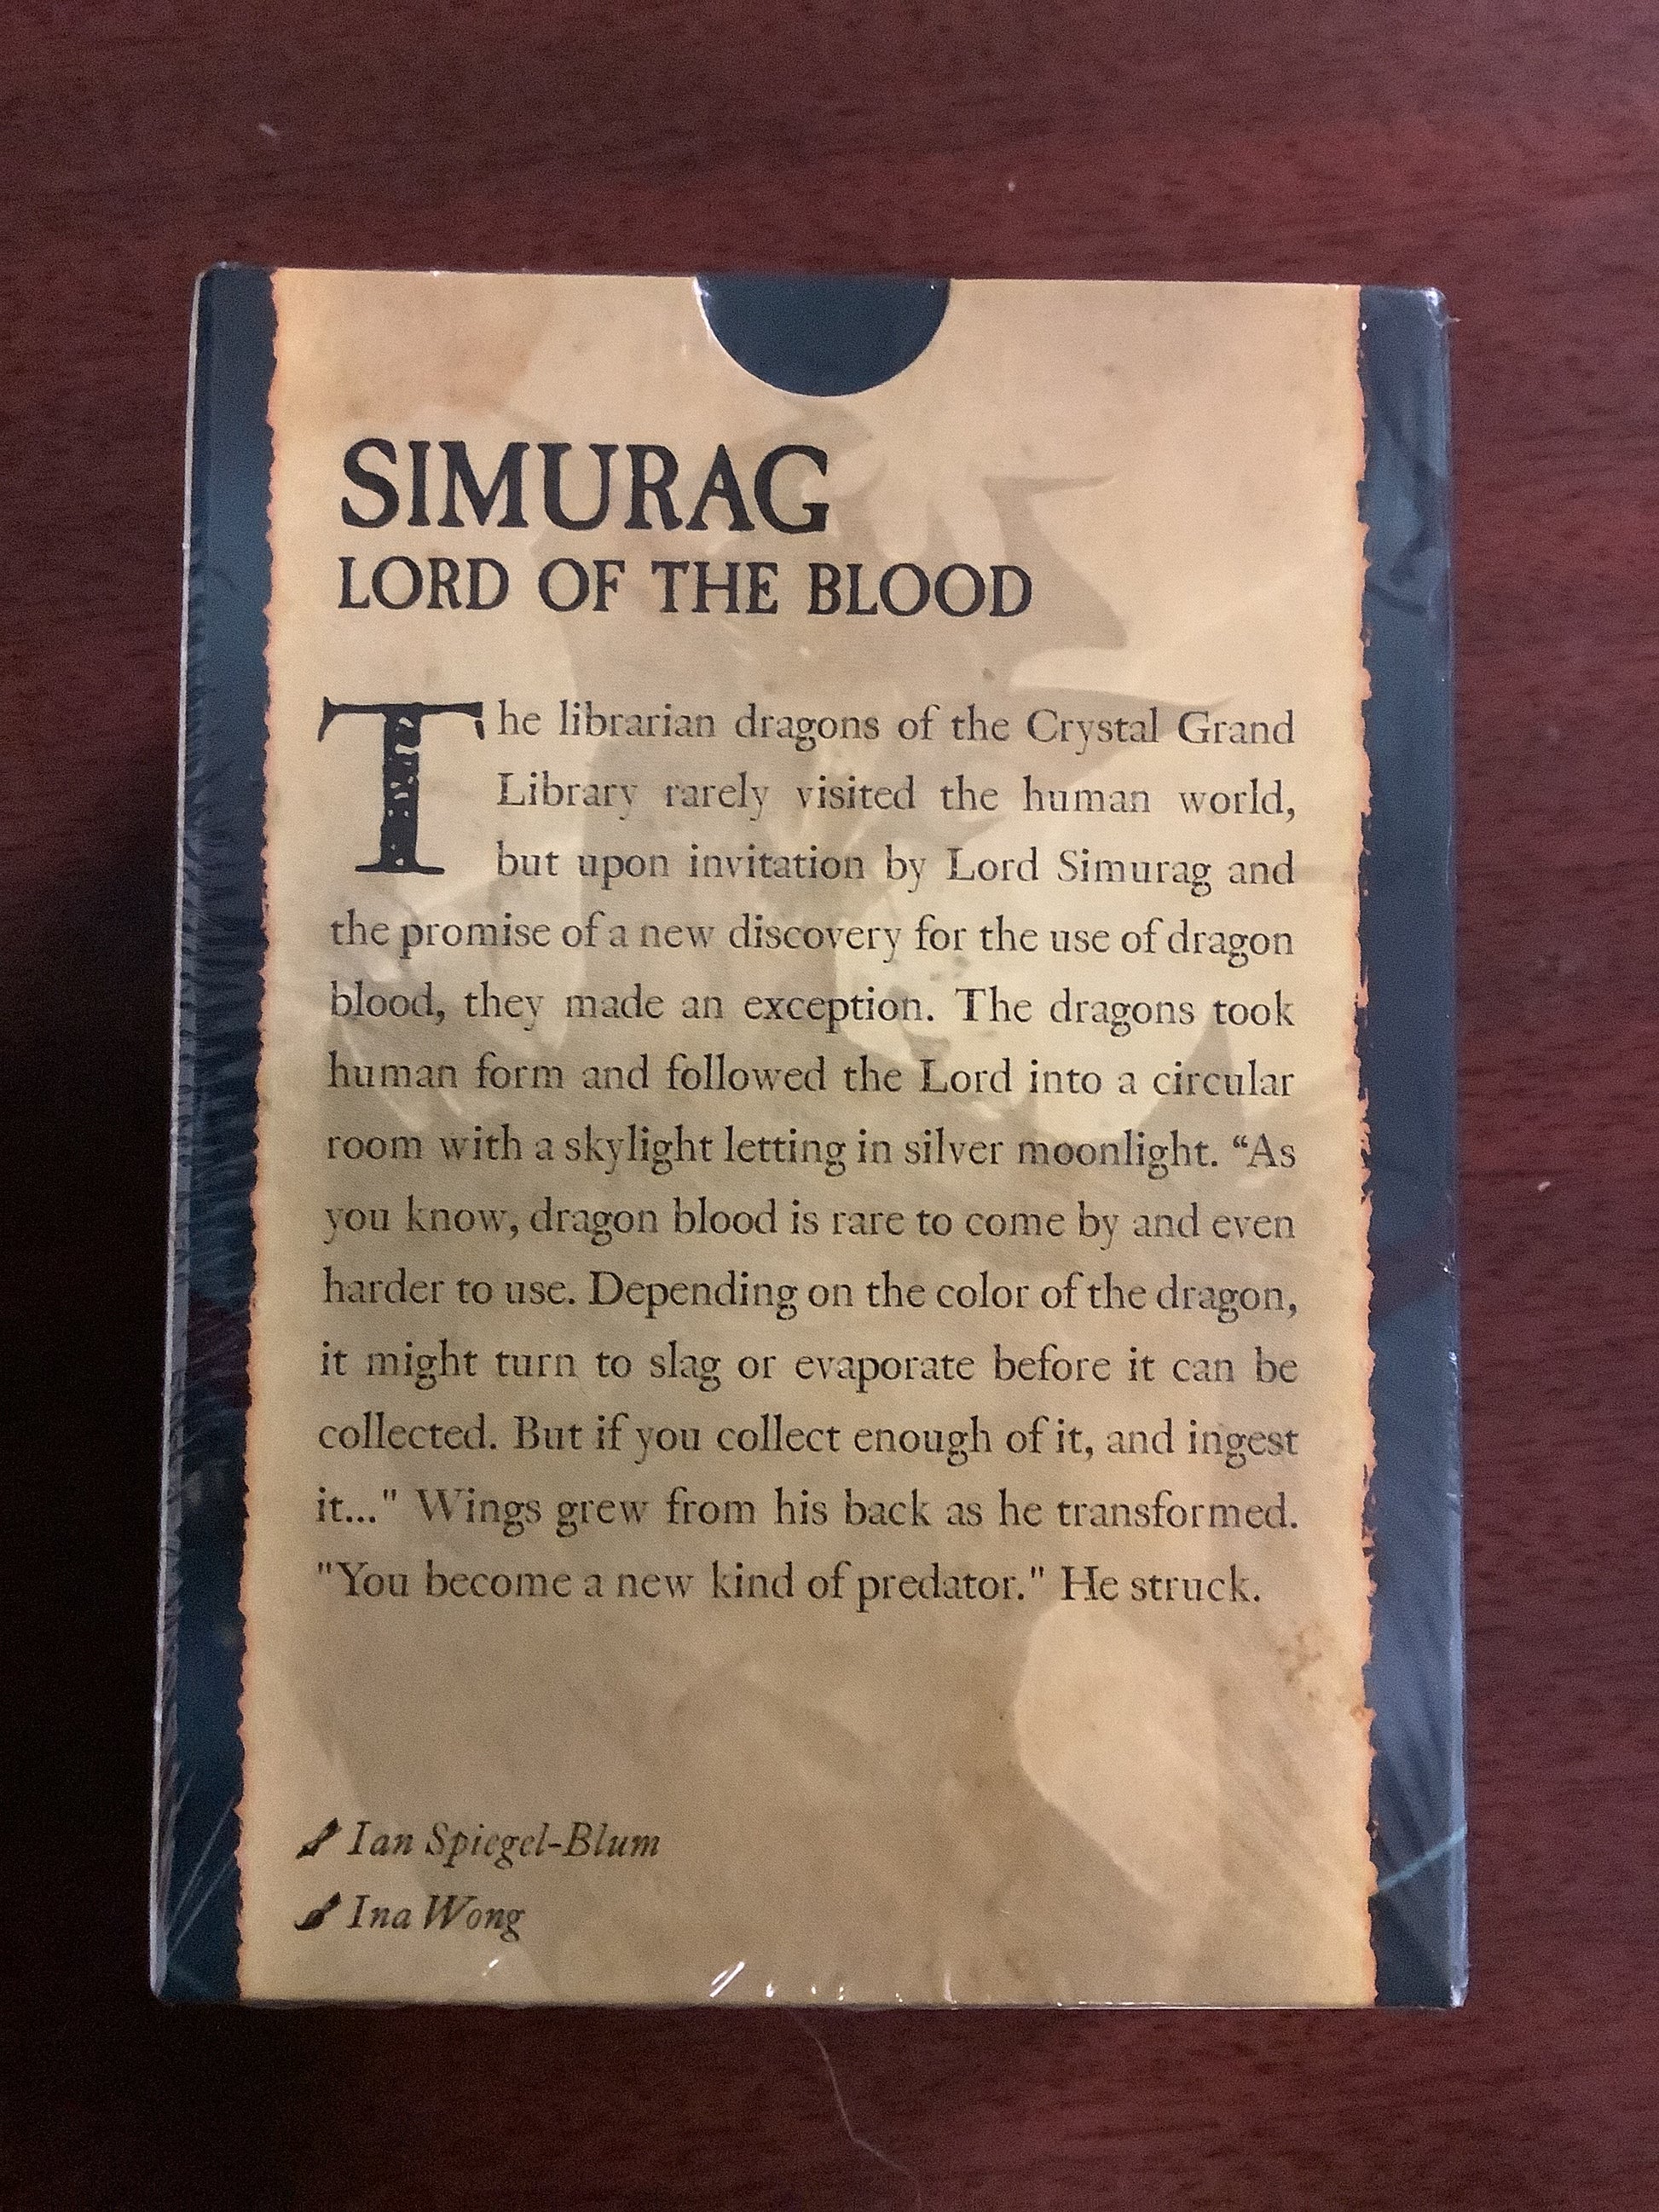 SIMURAG
LORD OF THE BLOOD
The librarian dragons of the Crystal Grand
Library rarely visited the human world,
but upon invitation by Lord Simurag and
the promise of a new discovery for the use of dragon
blood, they made an exception. The dragons took
human form and followed the Lord into a circular
room with a skylight letting in silver moonlight. “As
you know, dragon blood is rare to come by and even
harder to use. Depending on the color of the dragon,
it might turn to slag or evaporate before it can be
collected. But if you collect enough of it, and ingest
it..." Wings grew from his back as he transformed.
"You become a new kind of predator." He struck.
Ian Spiegel-Blum
Ina Wong